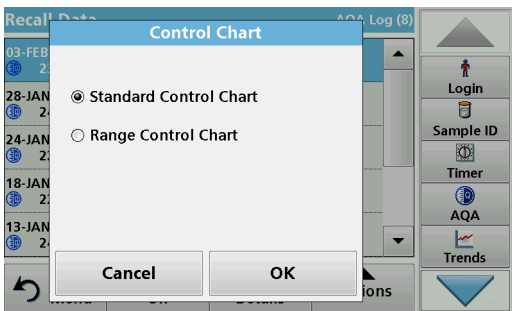 Recall Data AQA Log (8)
Control Chart
03-FEB
Standard Control Chart
28-JAN
Range Control Chart
24-JAN
18-JAN
13-JAN
Cancel OK
Menu
Login
Sample ID
Timer
AQA
Trends